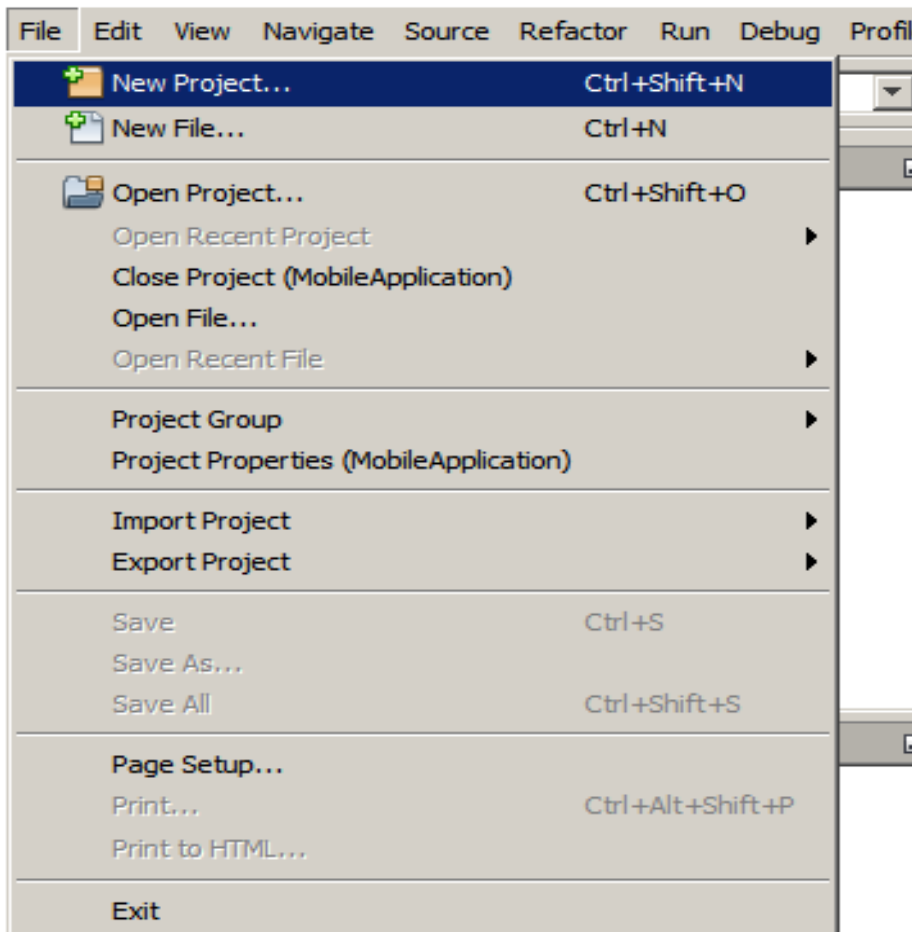 File Edit View Navigate Source Refactor Run Debug Profil
New Project... Ctrl+Shift+N
New File... Ctrl+N
Open Project... Ctrl+Shift+O
Open Recent Project
Close Project (MobileApplication)
Open File...
Open Recent File
Project Group
Project Properties (MobileApplication)
Import Project
Export Project
Save Ctrl+S
Save As...
Save All Ctrl+Shift+S
Page Setup...
Print... Ctrl+Alt+Shift+P
Print to HTML...
Exit